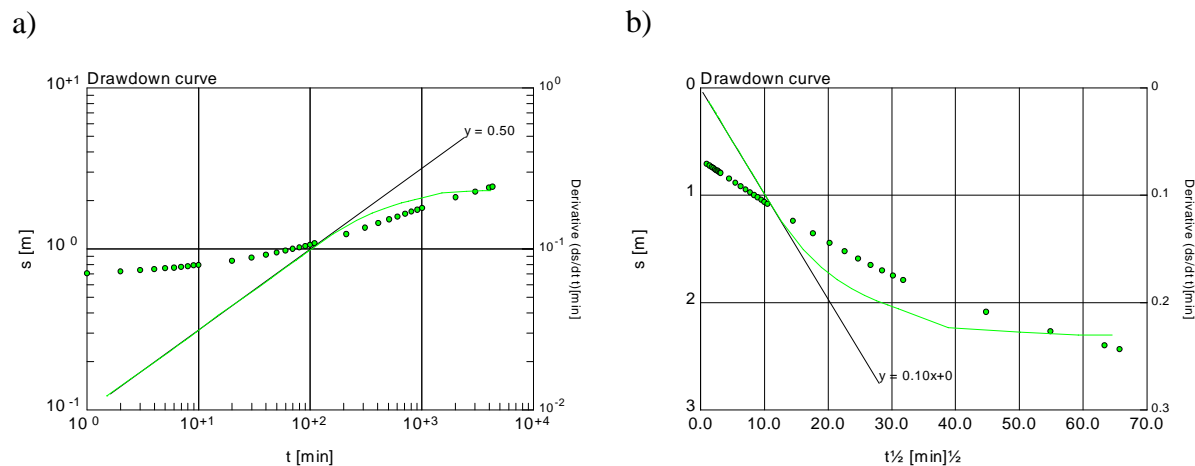 a)
Drawdown curve
10+1
10+0
10-1
s [m]
10+0
10+1
10+2
10+3
10+4
t [min]
100
10-1
10-2
Derivative (ds/dt t)[min]
y = 0.50
b)
Drawdown curve
0
1
2
3
s [m]
0.0
10.0
20.0
30.0
40.0
50.0
60.0
70.0
t½ [min]½
0
0.1
0.2
0.3
Derivative (ds/dt t)[min]
y = 0.10x+0